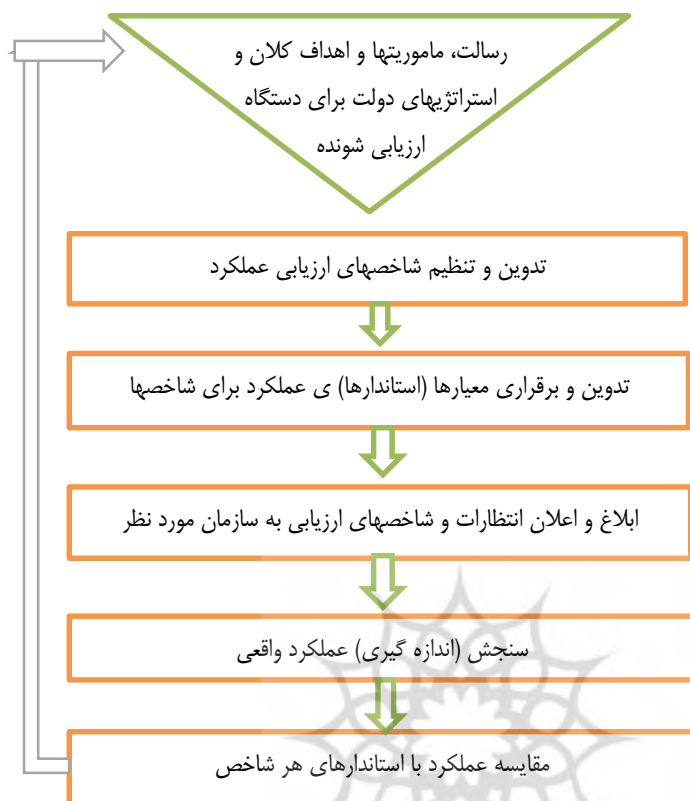 رسالت، ماموریتها و اهداف کلان و
استراتژیهای دولت برای دستگاه
ارزیابی شونده
تدوین و تنظیم شاخصهای ارزیابی عملکرد
تدوین و برقراری معیارها (استاندارها) ی عملکرد برای شاخصها
ابلاغ و اعلان انتظارات و شاخصهای ارزیابی به سازمان مورد نظر
سنجش (اندازه گیری) عملکرد واقعی
مقایسه عملکرد با استاندارهای هر شاخص